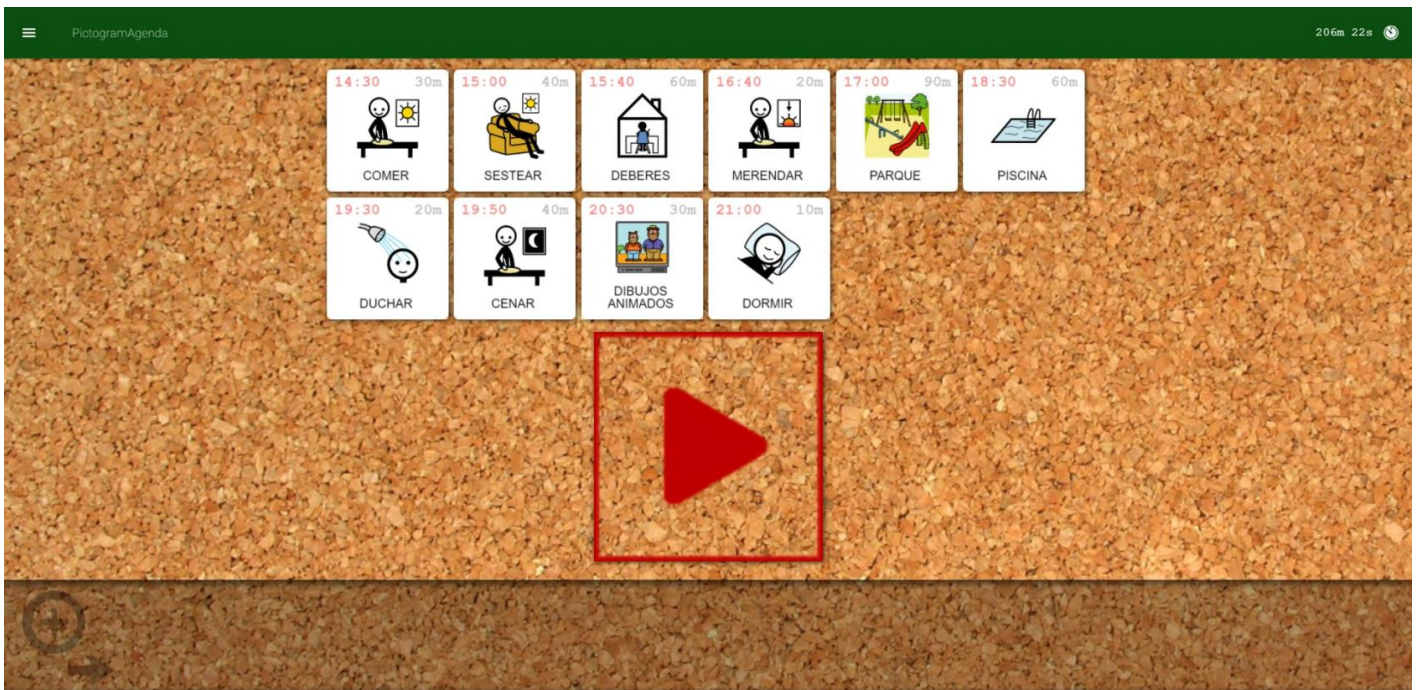 PictogramAgenda
206m 22s
14:30 30m
COMER
15:00 40m
SESTEAR
15:40 60m
DEBERES
16:40 20m
MERENDAR
17:00 90m
PARQUE
18:30 60m
PISCINA
19:30 20m
DUCHAR
19:50 40m
CENAR
20:30 30m
DIBUJOS
ANIMADOS
21:00 10m
DORMIR